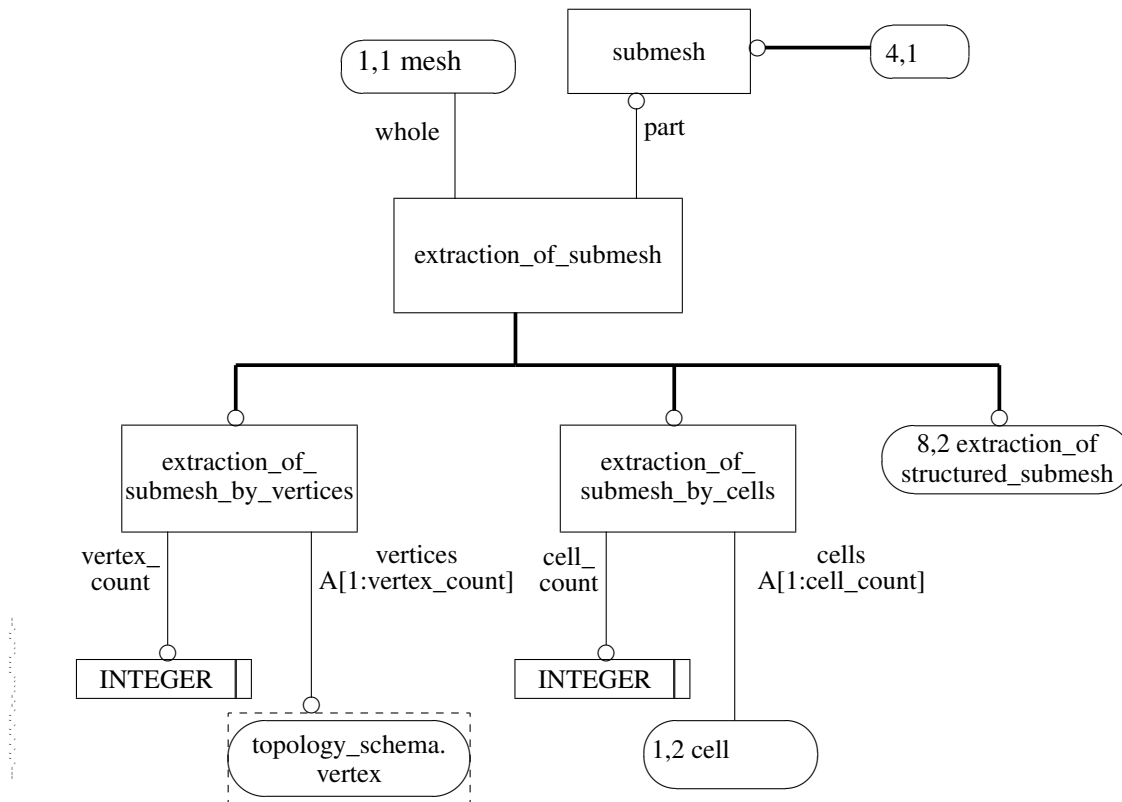 submesh
4,1
1,1 mesh
whole
part
extraction_of_submesh
extraction_of_
submesh_by_vertices
extraction_of_
submesh_by_cells
8,2 extraction_of
structured_submesh
vertex_
count
vertices
A[1:vertex_count]
cell_
count
cells
A[1:cell_count]
INTEGER
INTEGER
topology_schema.
vertex
1,2 cell